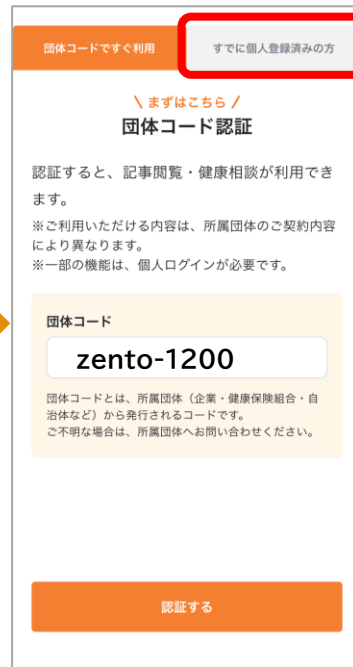 団体コードですぐ利用
すでに個人登録済みの方
\ まずはこちら /
団体コード認証
認証すると、記事閲覧・健康相談が利用でき
ます。
※ご利用いただける内容は、所属団体のご契約内容
により異なります。
※一部の機能は、個人ログインが必要です。
団体コード
zento-1200
団体コードとは、所属団体（企業・健康保険組合・自
治体など）から発行されるコードです。
ご不明な場合は、所属団体へお問い合わせください。
認証する